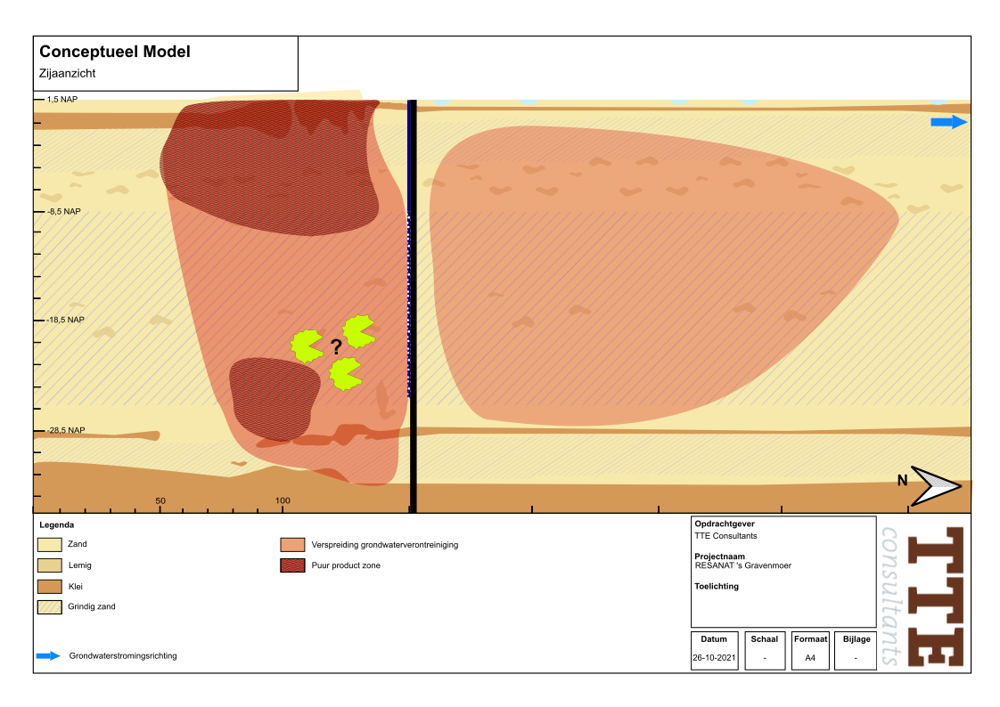 Conceptueel Model
Zijaanzicht
1,5 NAP
-8,5 NAP
-18,5 NAP
?
-28,5 NAP
N
50 100
Legenda
Zand
Lemig
Klei
Grindig zand
Verspreiding grondwaterverontreiniging
Puur product zone
Grondwaterstromingsrichting
Opdrachtgever
TTE Consultants
Projectnaam
RESANAT 's Gravenmoer
Toelichting
Datum Schaal Formaat Bijlage
26-10-2021 - A4 -
TTE
consultants